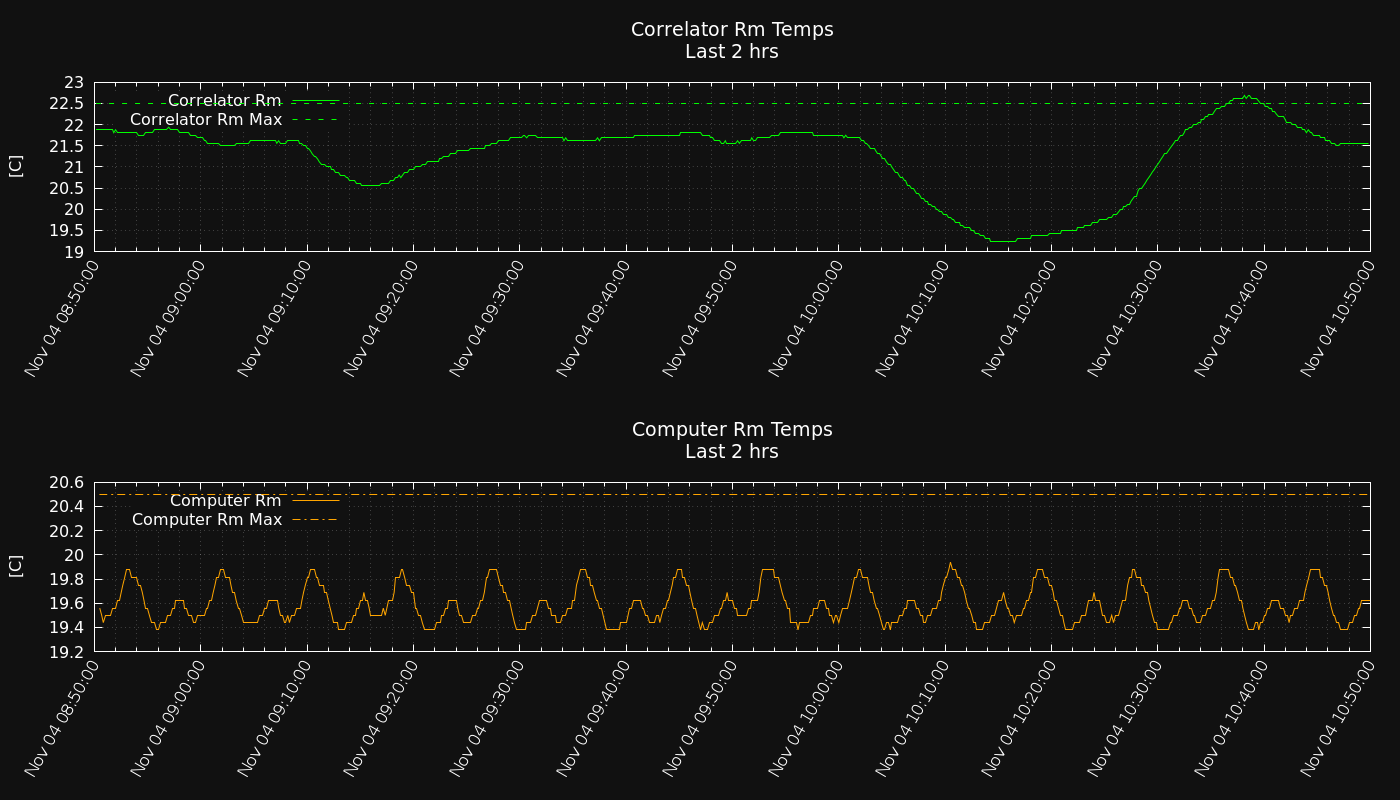 Correlator Rm Temps
Last 2 hrs
[C]
23
22.5
22
21.5
21
20.5
20
19.5
19
Correlator Rm
Correlator Rm Max
Nov 04 08:50:00
Nov 04 09:00:00
Nov 04 09:10:00
Nov 04 09:20:00
Nov 04 09:30:00
Nov 04 09:40:00
Nov 04 09:50:00
Nov 04 10:00:00
Nov 04 10:10:00
Nov 04 10:20:00
Nov 04 10:30:00
Nov 04 10:40:00
Nov 04 10:50:00
Computer Rm Temps
Last 2 hrs
[C]
20.6
20.4
20.2
20
19.8
19.6
19.4
19.2
Computer Rm
Computer Rm Max
Nov 04 08:50:00
Nov 04 09:00:00
Nov 04 09:10:00
Nov 04 09:20:00
Nov 04 09:30:00
Nov 04 09:40:00
Nov 04 09:50:00
Nov 04 10:00:00
Nov 04 10:10:00
Nov 04 10:20:00
Nov 04 10:30:00
Nov 04 10:40:00
Nov 04 10:50:00